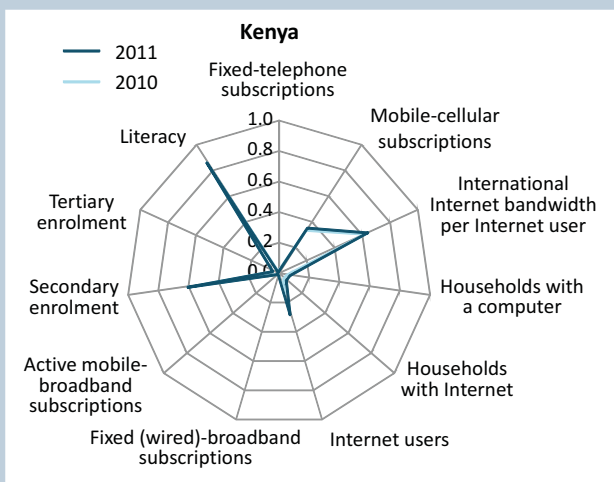 Kenya
2011
2010
Fixed-telephone
subscriptions
Mobile-cellular
subscriptions
International
Internet bandwidth
per Internet user
Households with
a computer
Households
with Internet
Internet users
Fixed (wired)-broadband
subscriptions
Active mobile-
broadband
subscriptions
Secondary
enrolment
Tertiary
enrolment
Literacy
1.0
0.8
0.6
0.4
0.2
0.0